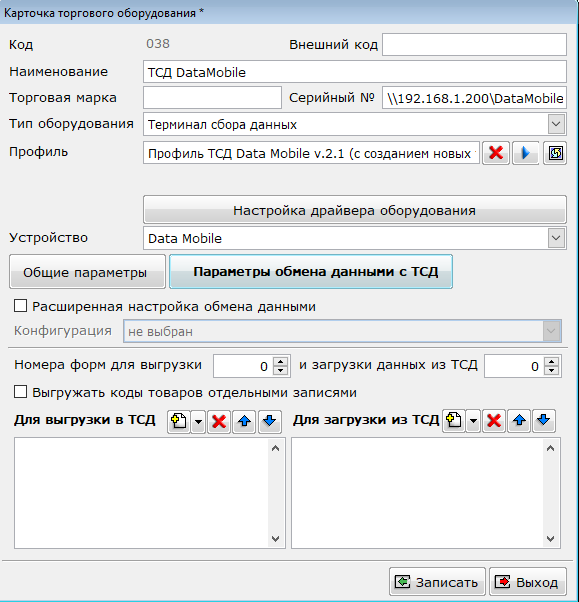 Карточка торгового оборудования *
Код 038 Внешний код
Наименование ТСД DataMobile
Торговая марка Серийный № \\192.168.1.200\DataMobile
Тип оборудования Терминал сбора данных
Профиль Профиль ТСД Data Mobile v.2.1 (с созданием новых
Настройка драйвера оборудования
Устройство Data Mobile
Общие параметры Параметры обмена данными с ТСД
Расширенная настройка обмена данными
Конфигурация не выбран
Номера форм для выгрузки 0 и загрузки данных из ТСД 0
Выгружать коды товаров отдельными записями
Для выгрузки в ТСД Для загрузки из ТСД
Записать Выход